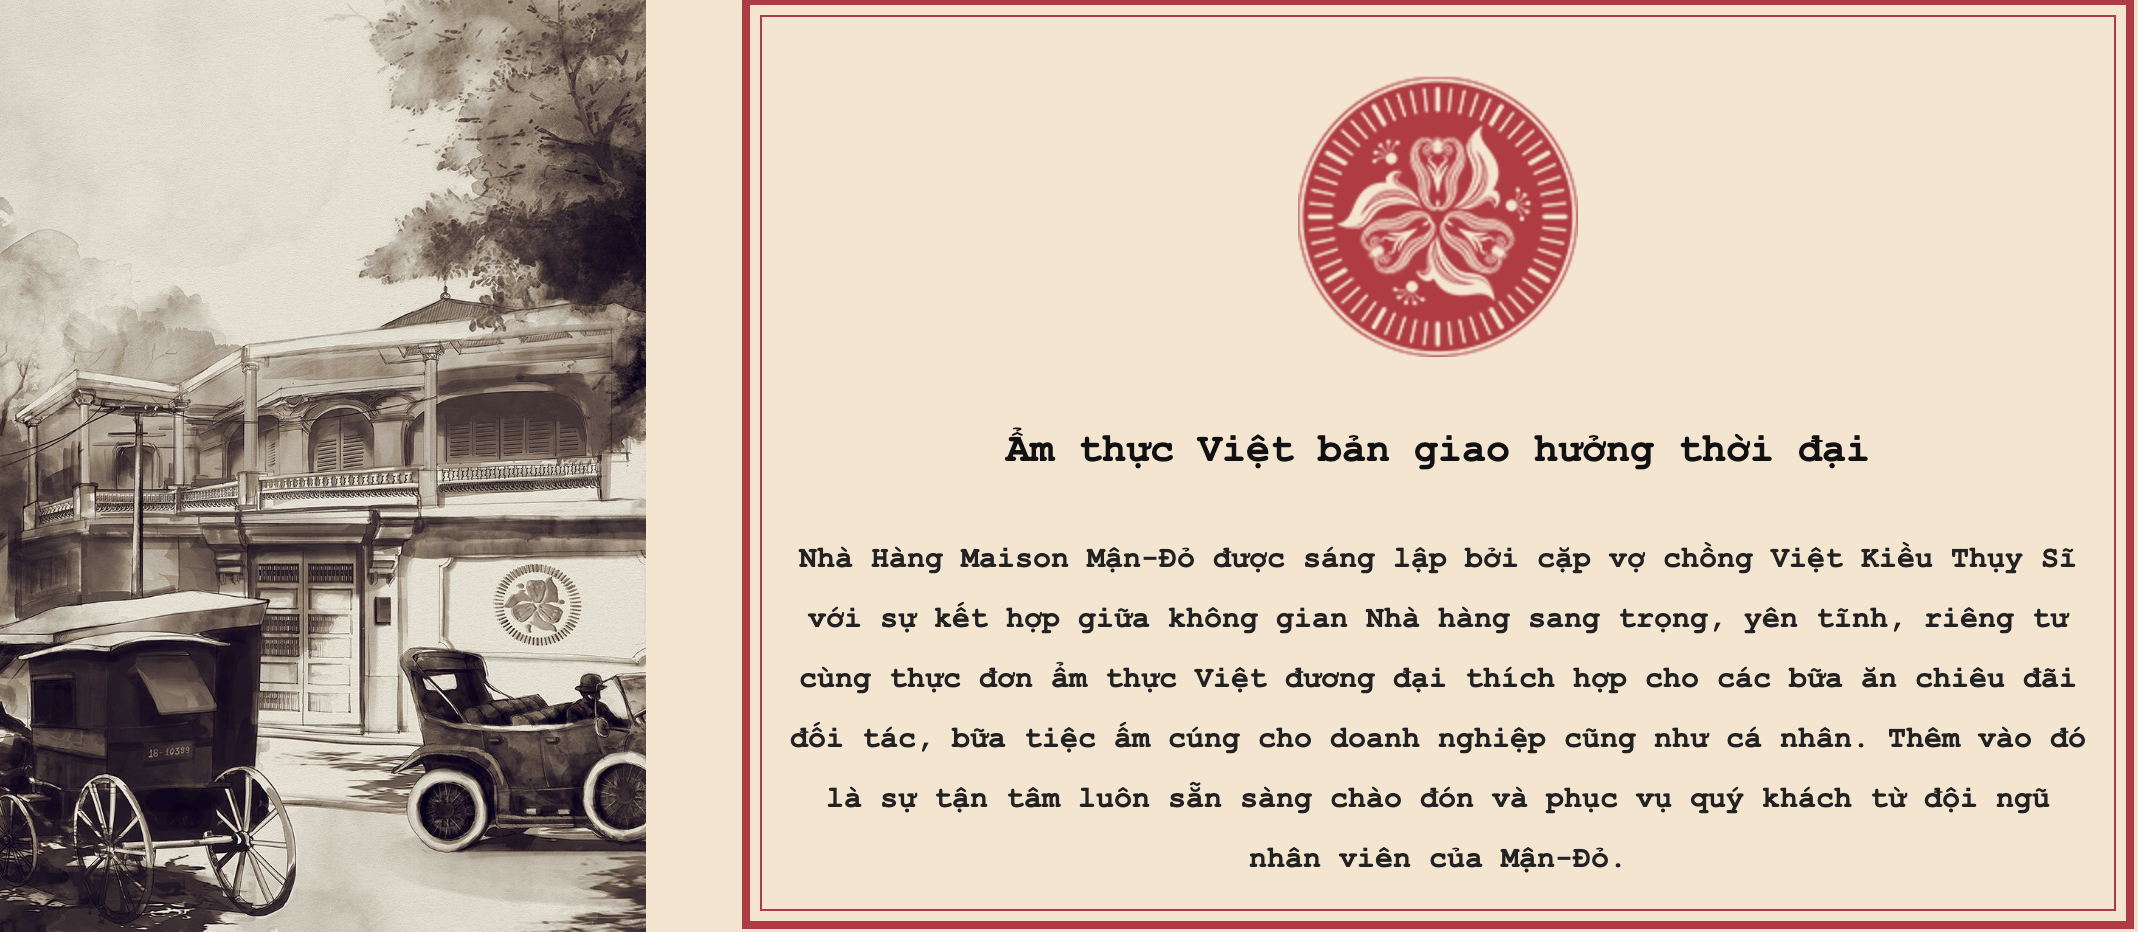 18-10399
Ẩm thực Việt bản giao hưởng thời đại
Nhà Hàng Maison Mận-Đỏ được sáng lập bởi cặp vợ chồng Việt Kiều Thụy Sĩ
với sự kết hợp giữa không gian Nhà hàng sang trọng, yên tĩnh, riêng tư
cùng thực đơn ẩm thực Việt đương đại thích hợp cho các bữa ăn chiêu đãi
đối tác, bữa tiệc ấm cúng cho doanh nghiệp cũng như cá nhân. Thêm vào đó
là sự tận tâm luôn sẵn sàng chào đón và phục vụ quý khách từ đội ngũ
nhân viên của Mận-Đỏ.